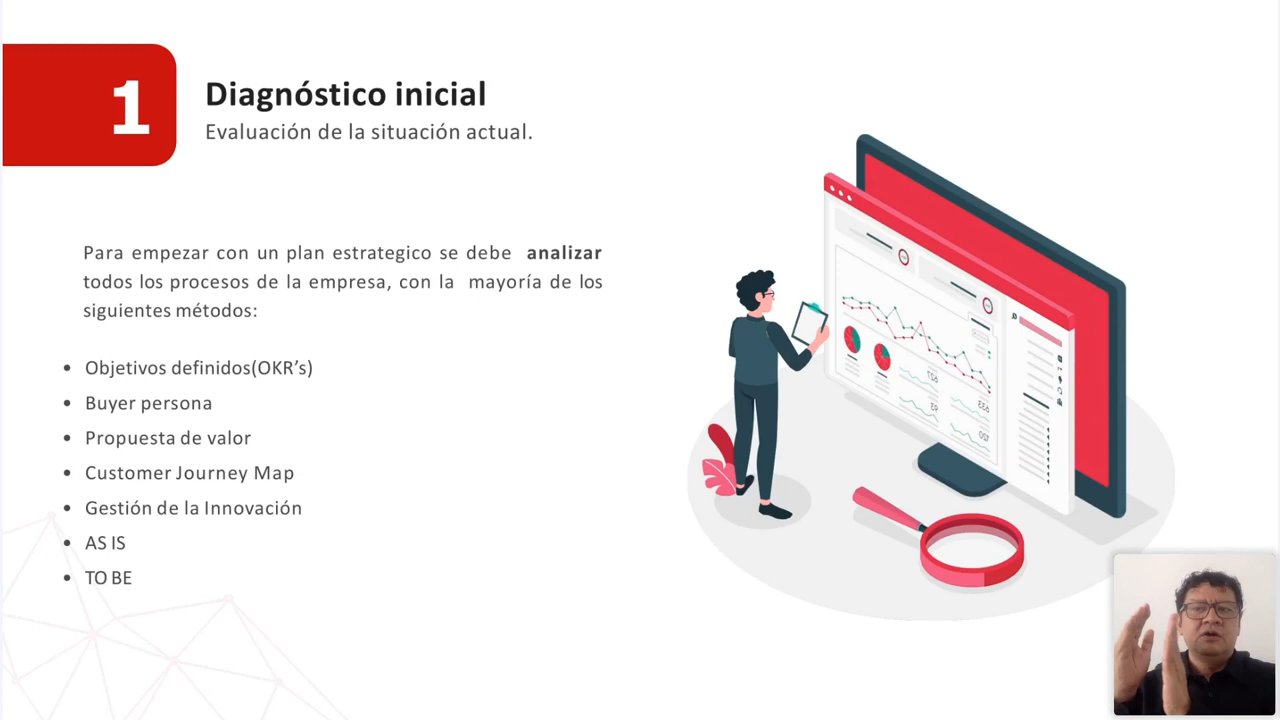 1
Diagnóstico inicial
Evaluación de la situación actual.
Para empezar con un plan estrategico se debe analizar
todos los procesos de la empresa, con la mayoría de los
siguientes métodos:
• Objetivos definidos(OKR’s)
• Buyer persona
• Propuesta de valor
• Customer Journey Map
• Gestión de la Innovación
• AS IS
• TO BE